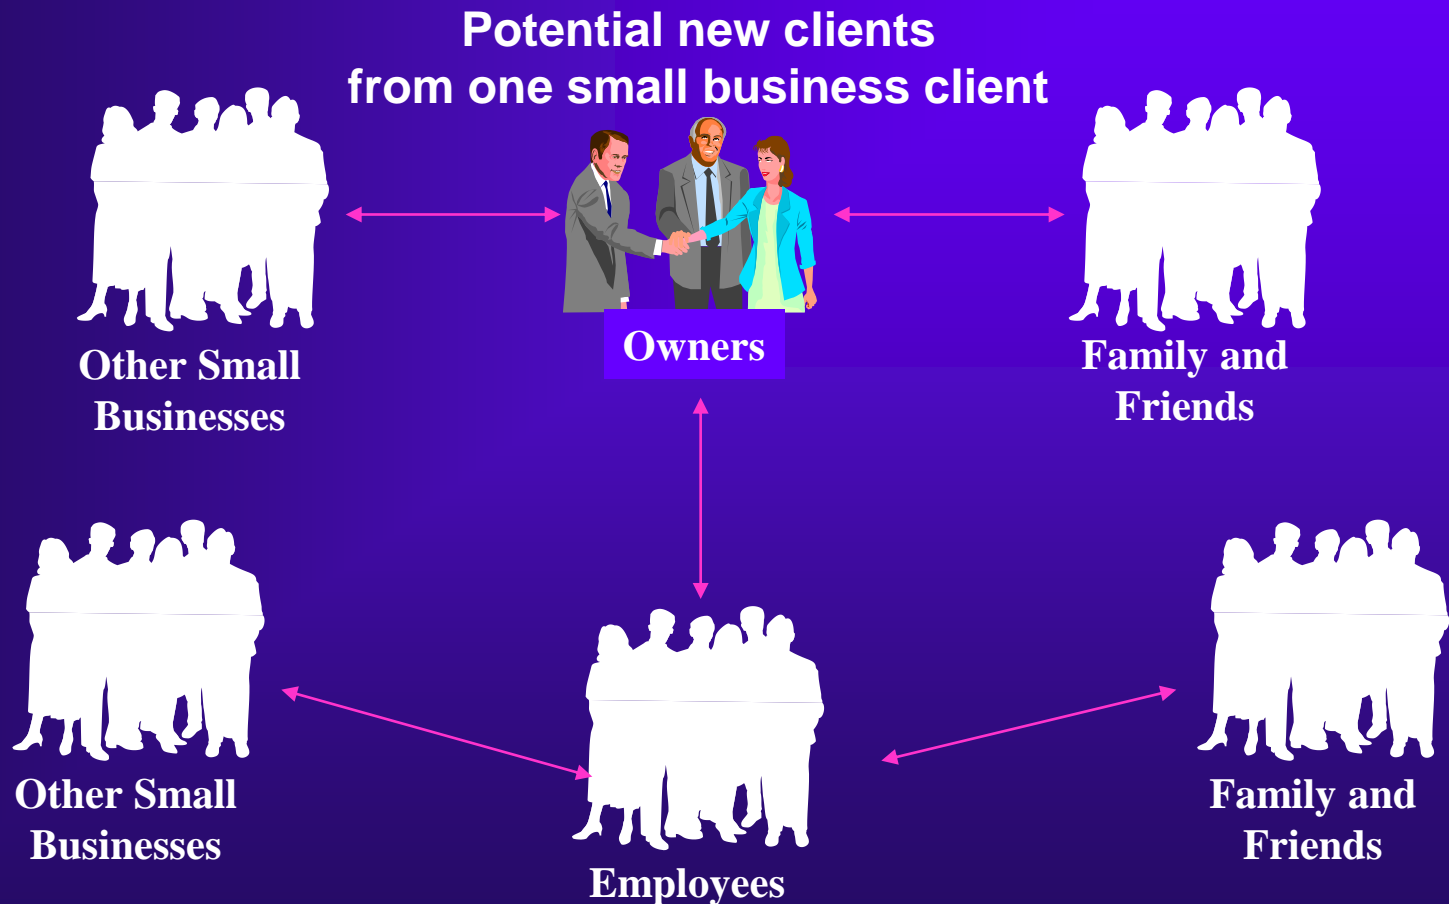 Potential new clients
from one small business client
Other Small
Businesses
Owners
Family and
Friends
Other Small
Businesses
Employees
Family and
Friends